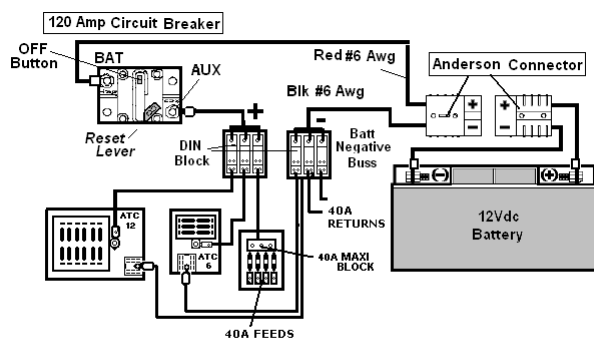 120 Amp Circuit Breaker
OFF
Button
BAT
AUX
Reset
Lever
Red #6 Awg
Blk #6 Awg
Anderson Connector
+
-
+
−
+
−
DIN
Block
Batt
Negative
Buss
40A
RETURNS
12Vdc
Battery
ATC
12
ATC
6
40A MAXI
BLOCK
40A FEEDS